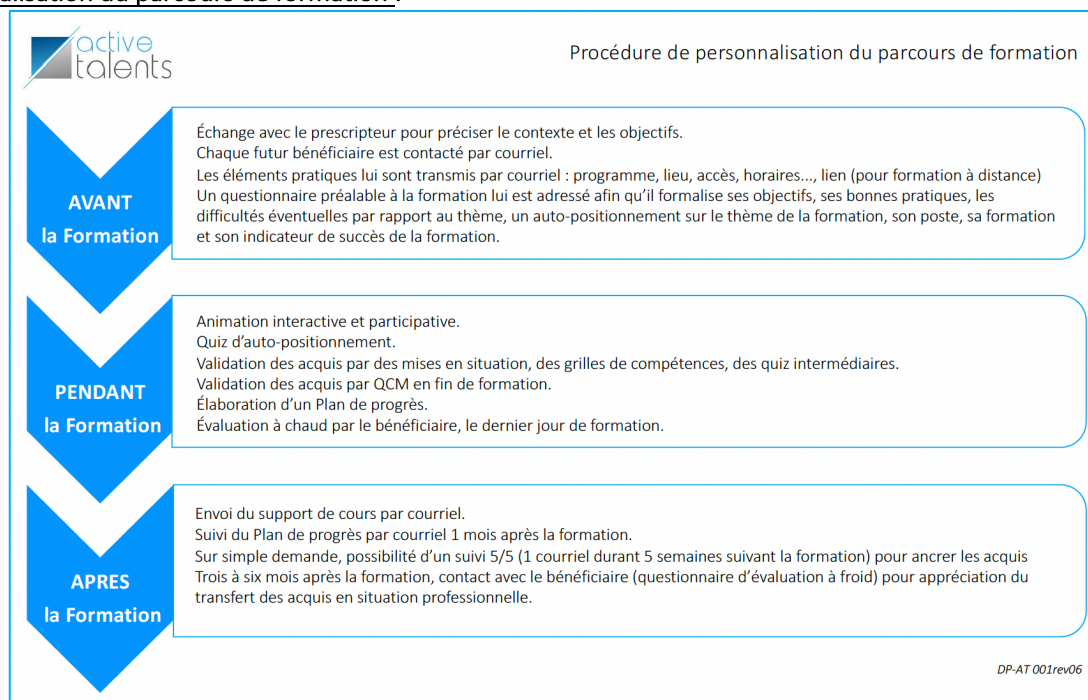 alisation du parcours de formation :
active
talents
Procédure de personnalisation du parcours de formation
AVANT
la Formation
Échange avec le prescripteur pour préciser le contexte et les objectifs.
Chaque futur bénéficiaire est contacté par courriel.
Les éléments pratiques lui sont transmis par courriel : programme, lieu, accès, horaires..., lien (pour formation à distance)
Un questionnaire préalable à la formation lui est adressé afin qu'il formalise ses objectifs, ses bonnes pratiques, les
difficultés éventuelles par rapport au thème, un auto-positionnement sur le thème de la formation, son poste, sa formation
et son indicateur de succès de la formation.
PENDANT
la Formation
Animation interactive et participative.
Quiz d'auto-positionnement.
Validation des acquis par des mises en situation, des grilles de compétences, des quiz intermédiaires.
Validation des acquis par QCM en fin de formation.
Élaboration d'un Plan de progrès.
Évaluation à chaud par le bénéficiaire, le dernier jour de formation.
APRES
la Formation
Envoi du support de cours par courriel.
Suivi du Plan de progrès par courriel 1 mois après la formation.
Sur simple demande, possibilité d'un suivi 5/5 (1 courriel durant 5 semaines suivant la formation) pour ancrer les acquis
Trois à six mois après la formation, contact avec le bénéficiaire (questionnaire d'évaluation à froid) pour appréciation du
transfert des acquis en situation professionnelle.
DP-AT 001rev06